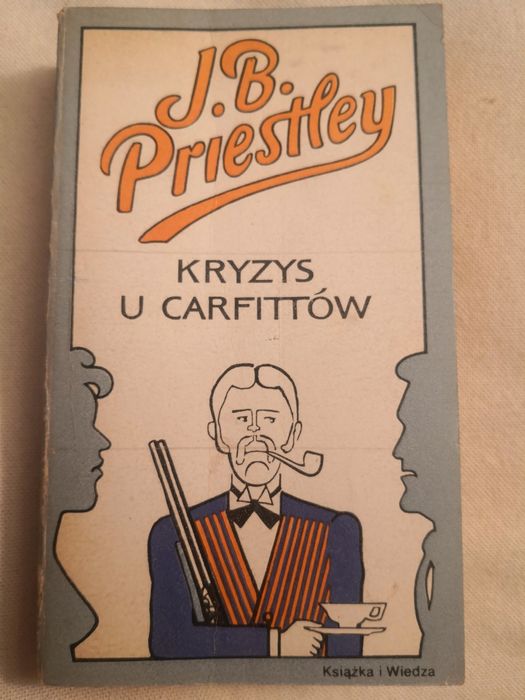 J. B.
Priestley
KRYZYS
U CARFITTÓW
Książka i Wiedza